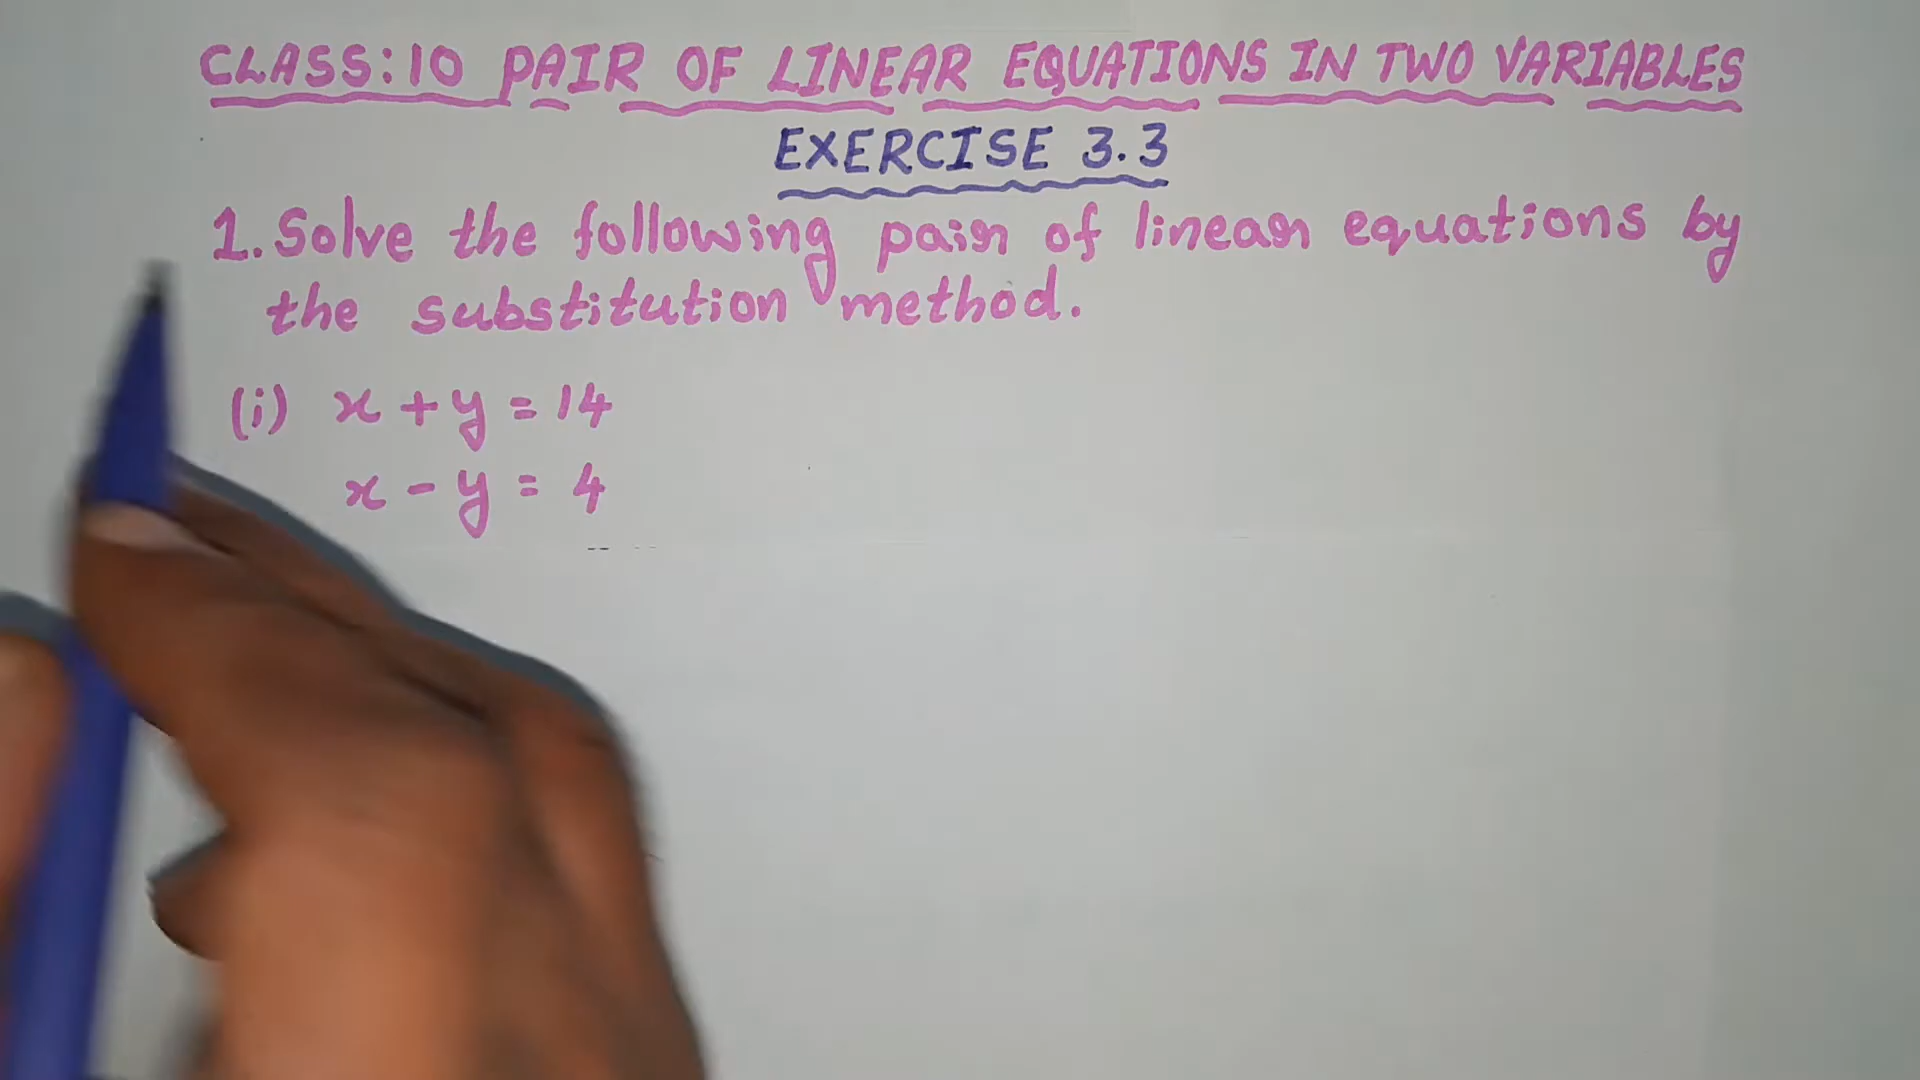 CLASS:10 PAIR OF LINEAR EQUATIONS IN TWO VARIABLES
EXERCISE 3.3
1. Solve the following pair of linear equations by
the substitution method.
(i) x + y = 14
x - y = 4